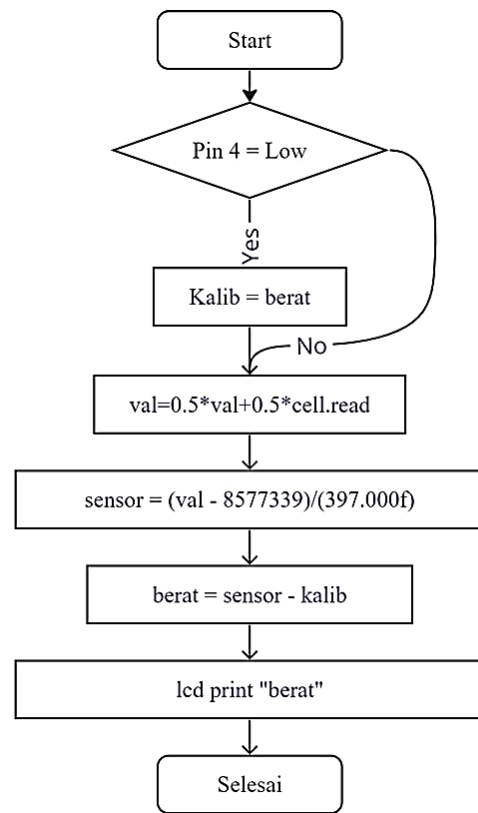 Start
Pin 4 = Low
Yes
Kalib = berat
No
val=0.5*val+0.5*cell.read
sensor = (val - 8577339)/(397.000f)
berat = sensor - kalib
lcd print "berat"
Selesai